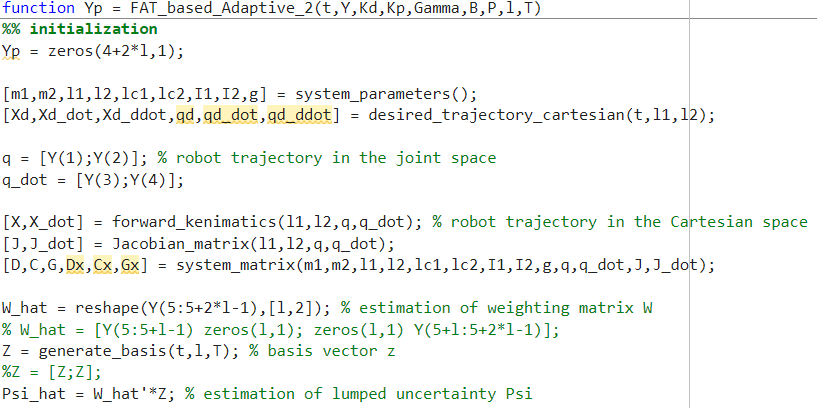 function Yp = FAT_based_Adaptive_2(t,Y,Kd,Kp,Gamma,B,P,l,T)
%% initialization
Yp = zeros(4+2*l,1);
[m1,m2,l1,l2,lc1,lc2,I1,I2,g] = system_parameters();
[Xd,Xd_dot,Xd_ddot,qd,qd_dot,qd_ddot] = desired_trajectory_cartesian(t,l1,l2);
q = [Y(1);Y(2)]; % robot trajectory in the joint space
q_dot = [Y(3);Y(4)];
[X,X_dot] = forward_kenimatics(l1,l2,q,q_dot); % robot trajectory in the Cartesian space
[J,J_dot] = Jacobian_matrix(l1,l2,q,q_dot);
[D,C,G,Dx,Cx,Gx] = system_matrix(m1,m2,l1,l2,lc1,lc2,I1,I2,g,q,q_dot,J,J_dot);
W_hat = reshape(Y(5:5+2*l-1),[l,2]); % estimation of weighting matrix W
% W_hat = [Y(5:5+l-1) zeros(l,1); zeros(l,1) Y(5+l:5+2*l-1)];
Z = generate_basis(t,l,T); % basis vector z
%Z = [Z;Z];
Psi_hat = W_hat'*Z; % estimation of lumped uncertainty Psi